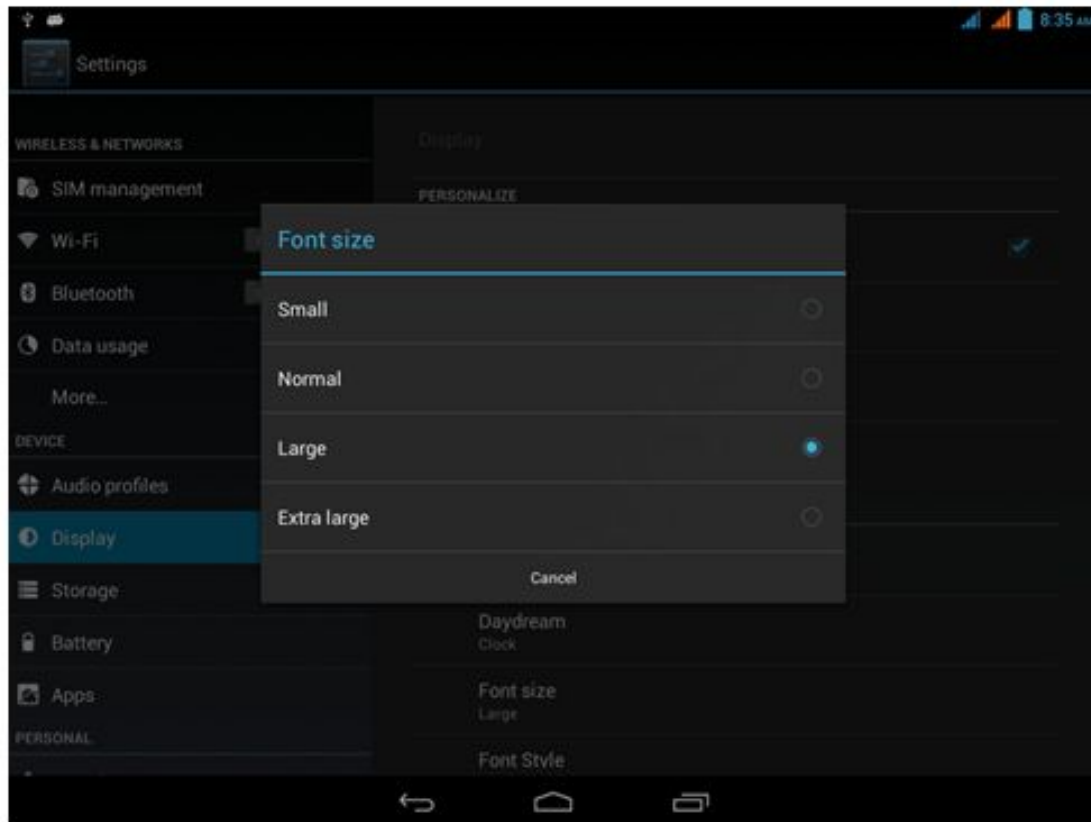 8:35 AM
Settings
WIRELESS & NETWORKS
SIM management
Wi-Fi
Bluetooth
Data usage
More...
DEVICE
Audio profiles
Display
Storage
Battery
Apps
PERSONAL
Display
PERSONALIZE
Font size
Small
Normal
Large
Extra large
Cancel
Daydream
Clock
Font size
Large
Font Style